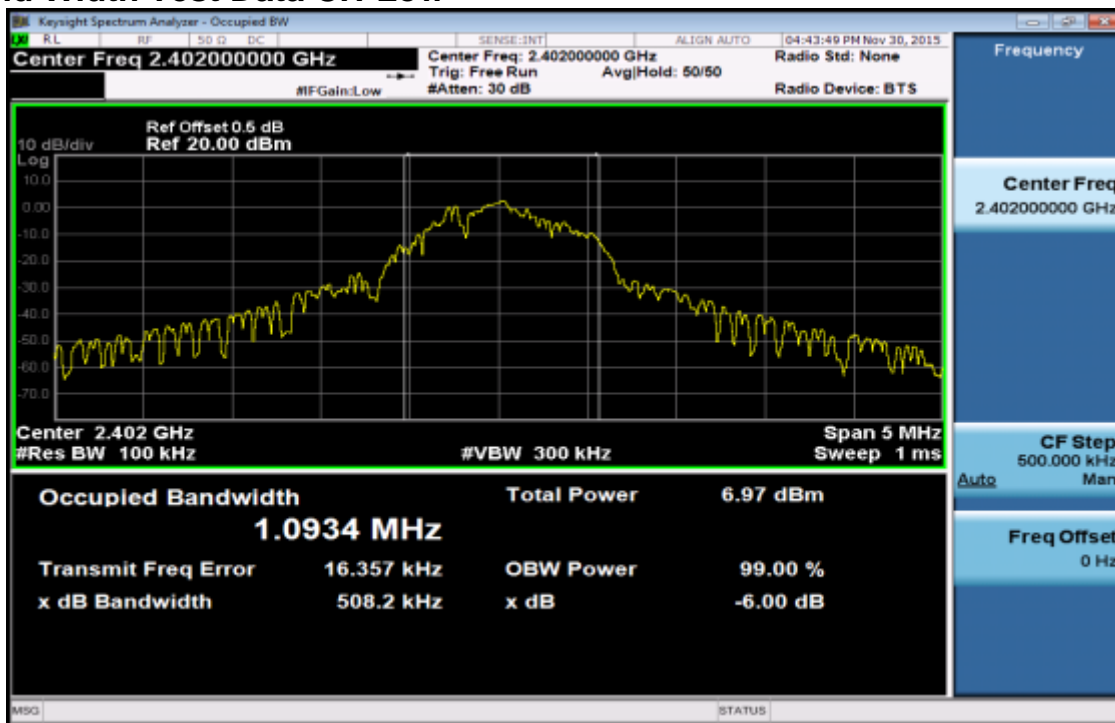 Keysight Spectrum Analyzer - Occupied BW
RL RF 50 Ω DC SENSE:INT ALIGN AUTO 04:43:49 PM Nov 30, 2015
Center Freq 2.402000000 GHz
Center Freq: 2.402000000 GHz
Radio Std: None
Trig: Free Run Avg|Hold: 50/50
#IFGain:Low
#Atten: 30 dB
Radio Device: BTS
Frequency
Ref Offset 0.5 dB
10 dB/div Ref 20.00 dBm
Log
10.0
0.00
-10.0
-20.0
-30.0
-40.0
-50.0
-60.0
-70.0
Center 2.402 GHz Span 5 MHz
#Res BW 100 kHz #VBW 300 kHz Sweep 1 ms
Occupied Bandwidth Total Power 6.97 dBm
1.0934 MHz
Transmit Freq Error 16.357 kHz OBW Power 99.00 %
x dB Bandwidth 508.2 kHz x dB -6.00 dB
Center Freq
2.402000000 GHz
CF Step
500.000 kHz
Auto Man
Freq Offset
0 Hz
MSG STATUS